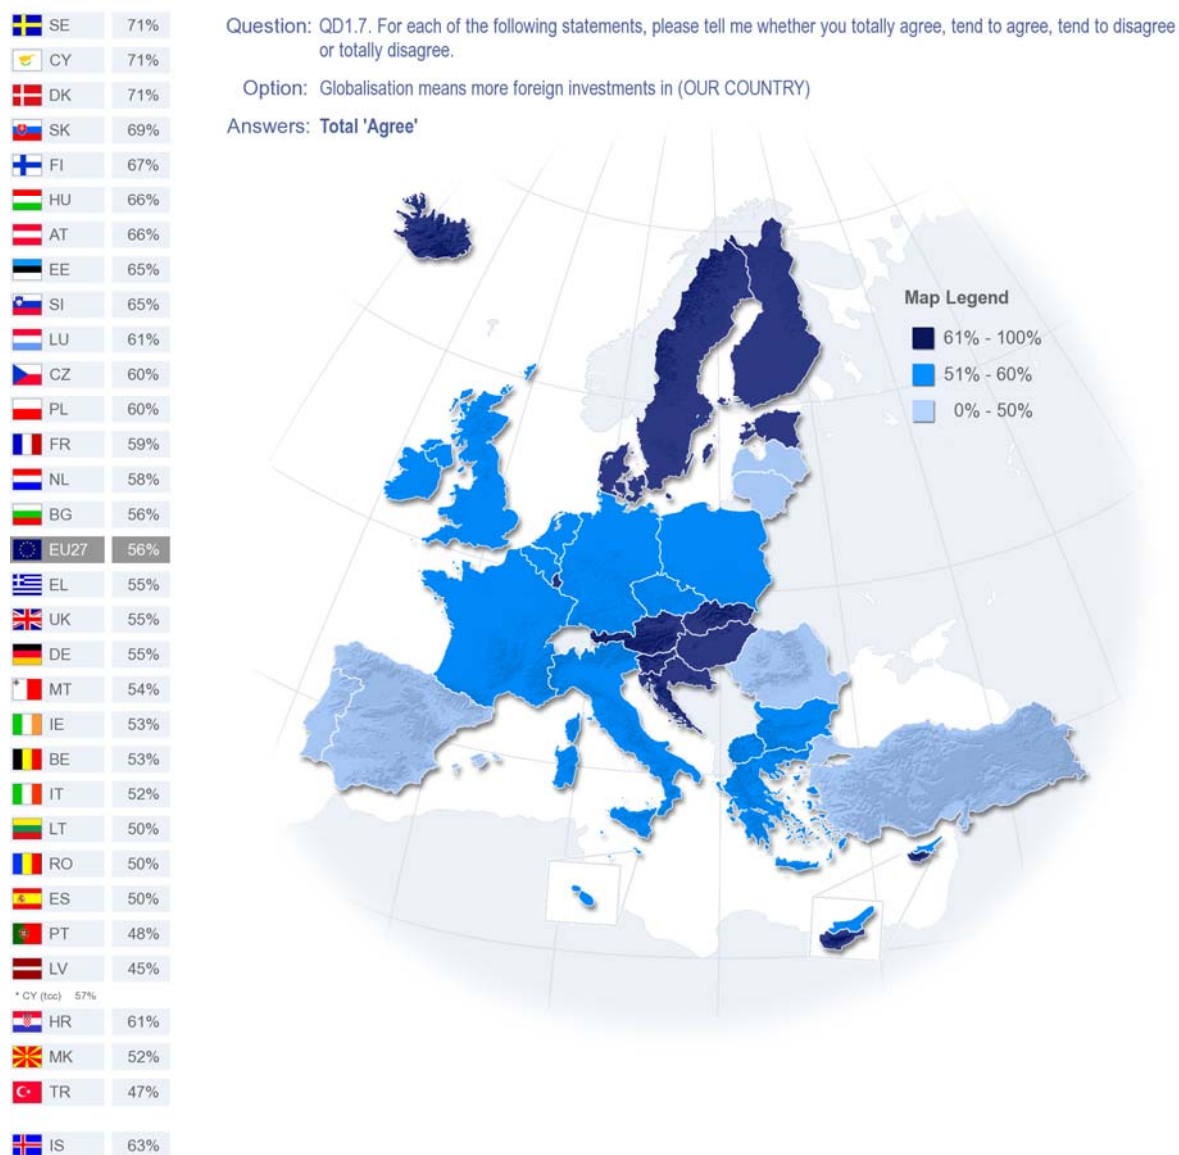 Question: QD1.7. For each of the following statements, please tell me whether you totally agree, tend to agree, tend to disagree
or totally disagree.
Option: Globalisation means more foreign investments in (OUR COUNTRY)
Answers: Total 'Agree'
SE 71%
CY 71%
DK 71%
SK 69%
FI 67%
HU 66%
AT 66%
EE 65%
SI 65%
LU 61%
CZ 60%
PL 60%
FR 59%
NL 58%
BG 56%
EU27 56%
EL 55%
UK 55%
DE 55%
MT 54%
IE 53%
BE 53%
IT 52%
LT 50%
RO 50%
ES 50%
PT 48%
LV 45%
* CY (tcc) 57%
HR 61%
MK 52%
TR 47%
IS 63%
Map Legend
61% - 100%
51% - 60%
0% - 50%